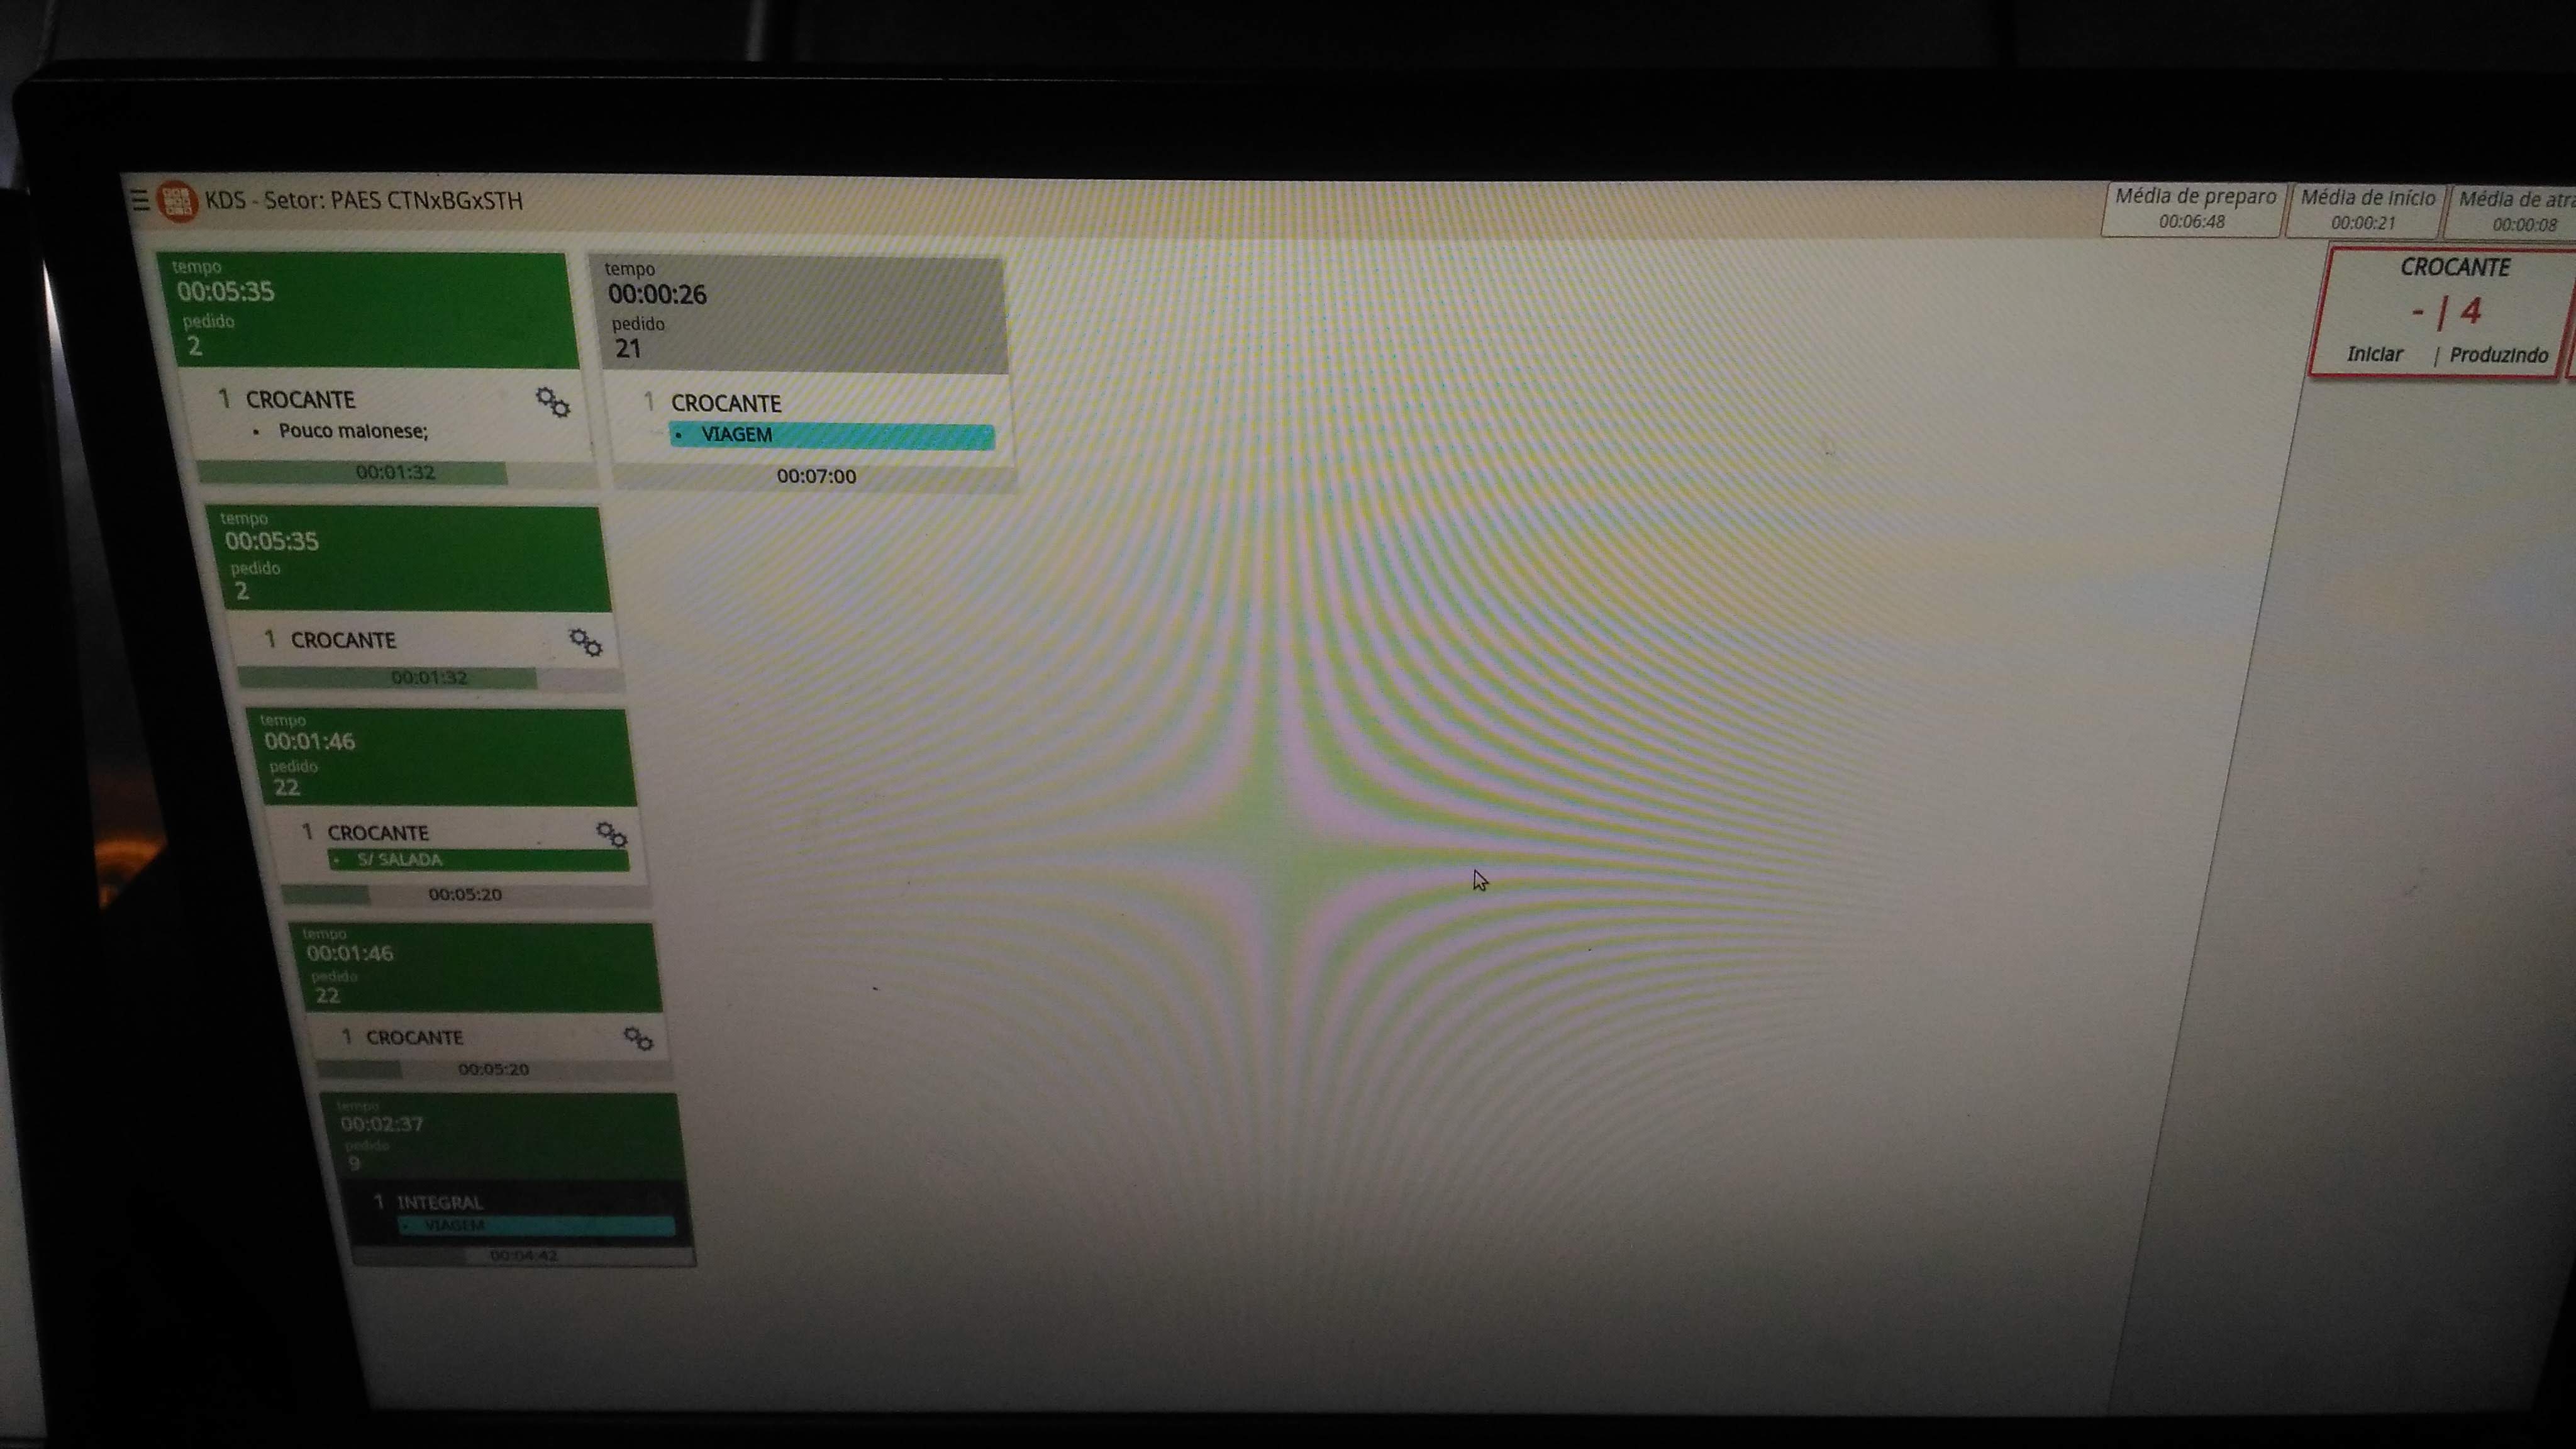 KDS - Setor: PAES CTNxBGxSTH
Média de preparo
00:06:48
Média de Início
00:00:21
Média de atra
00:00:08
tempo
00:05:35
pedido
2
1 CROCANTE
• Pouco maionese;
00:01:32
tempo
00:05:35
pedido
2
1 CROCANTE
00:01:32
tempo
00:01:46
pedido
22
1 CROCANTE
• S/ SALADA
00:05:20
tempo
00:01:46
pedido
22
1 CROCANTE
00:05:20
tempo
00:02:37
pedido
9
1 INTEGRAL
• VIAGEM
00:04:42
tempo
00:00:26
pedido
21
1 CROCANTE
• VIAGEM
00:07:00
CROCANTE
- | 4
Iniciar | Produzindo